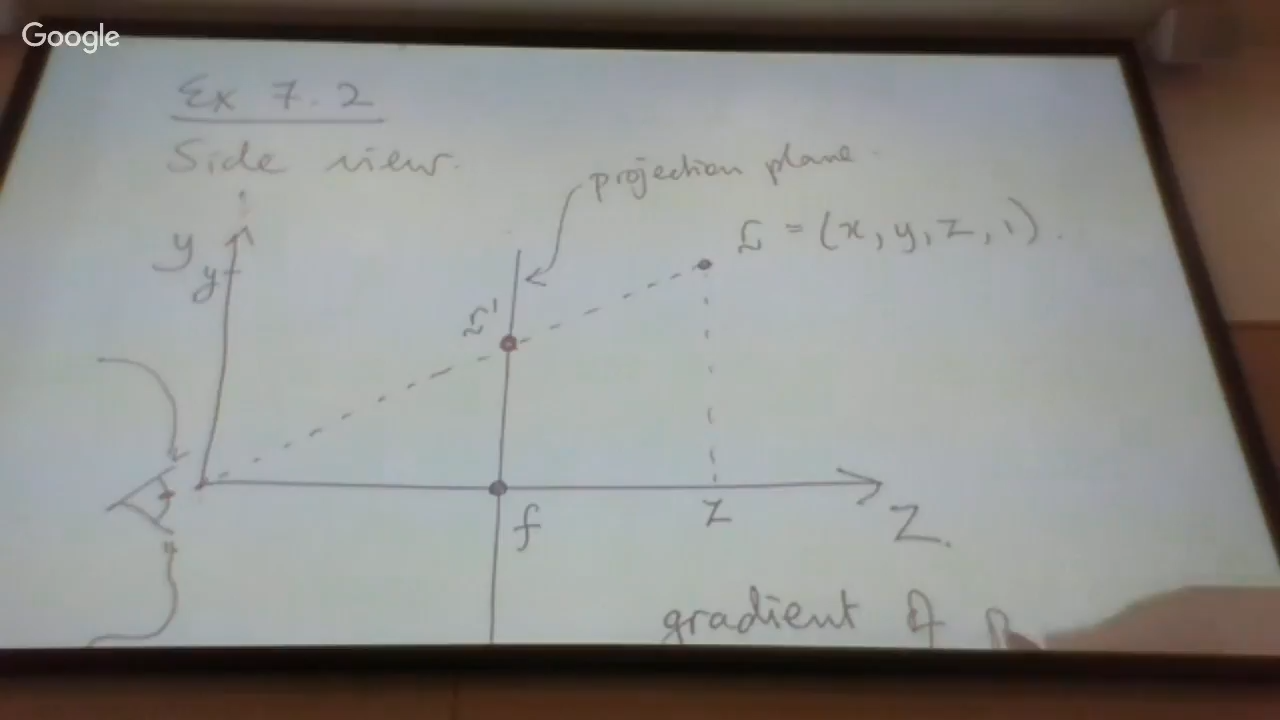 Google
Ex 7.2
Side view.
projection plane
y
y
r = (x, y, z, 1).
r'
f
z
Z.
gradient of